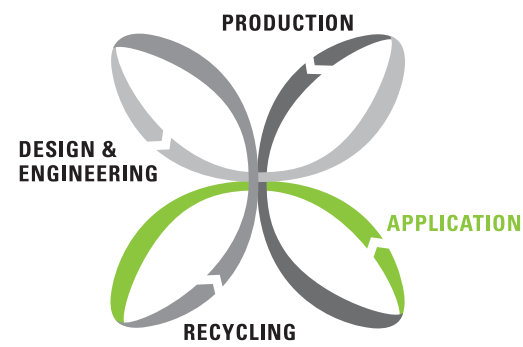 PRODUCTION
DESIGN &
ENGINEERING
APPLICATION
RECYCLING